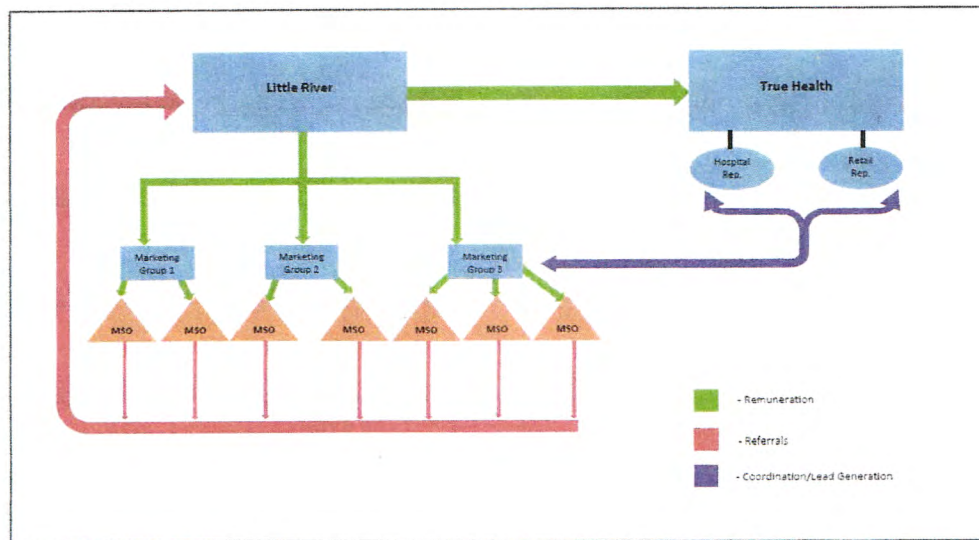 Little River
True Health
Hospital
Rep.
Retail
Rep.
Marketing
Group 1
Marketing
Group 2
Marketing
Group 3
MSO
MSO
MSO
MSO
MSO
MSO
MSO
- Remuneration
- Referrals
- Coordination/Lead Generation